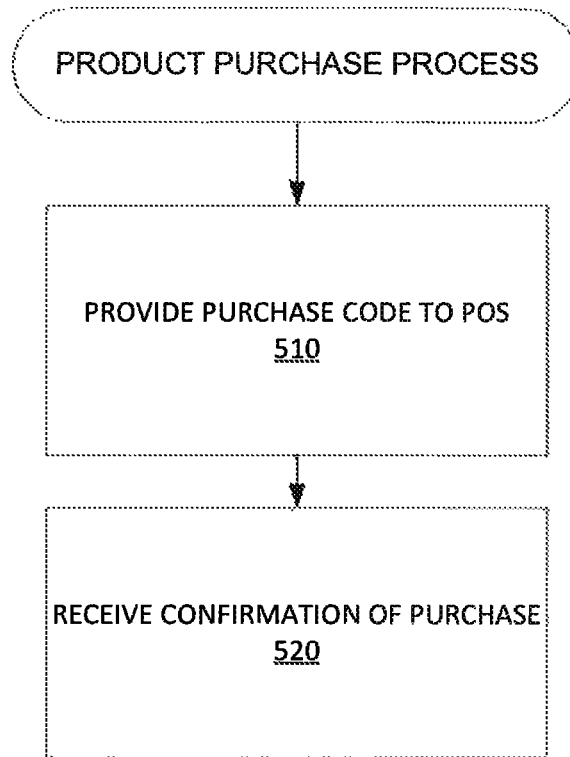 PRODUCT PURCHASE PROCESS
PROVIDE PURCHASE CODE TO POS
510
RECEIVE CONFIRMATION OF PURCHASE
520